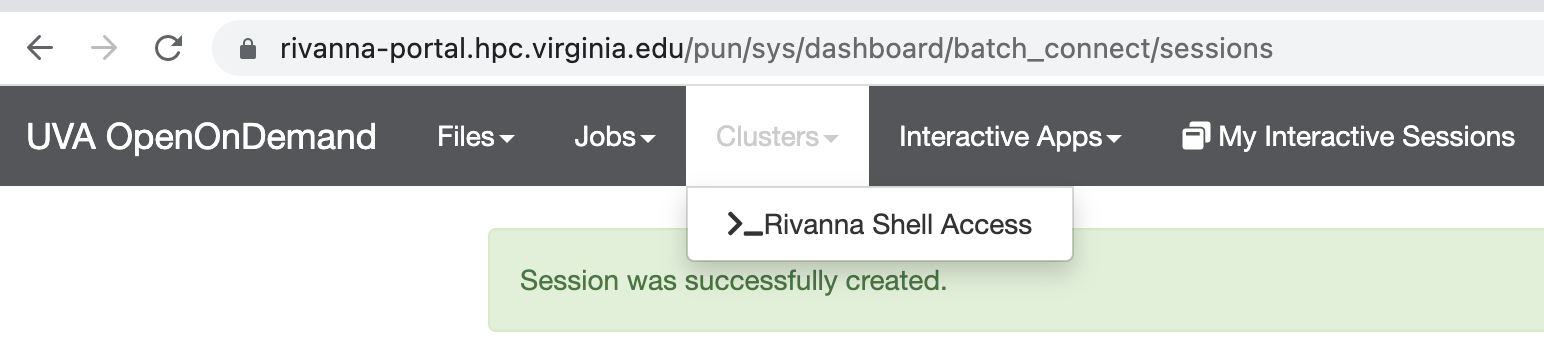 rivanna-portal.hpc.virginia.edu/pun/sys/dashboard/batch_connect/sessions
UVA OpenOnDemand Files Jobs Clusters Interactive Apps My Interactive Sessions
>_Rivanna Shell Access
Session was successfully created.